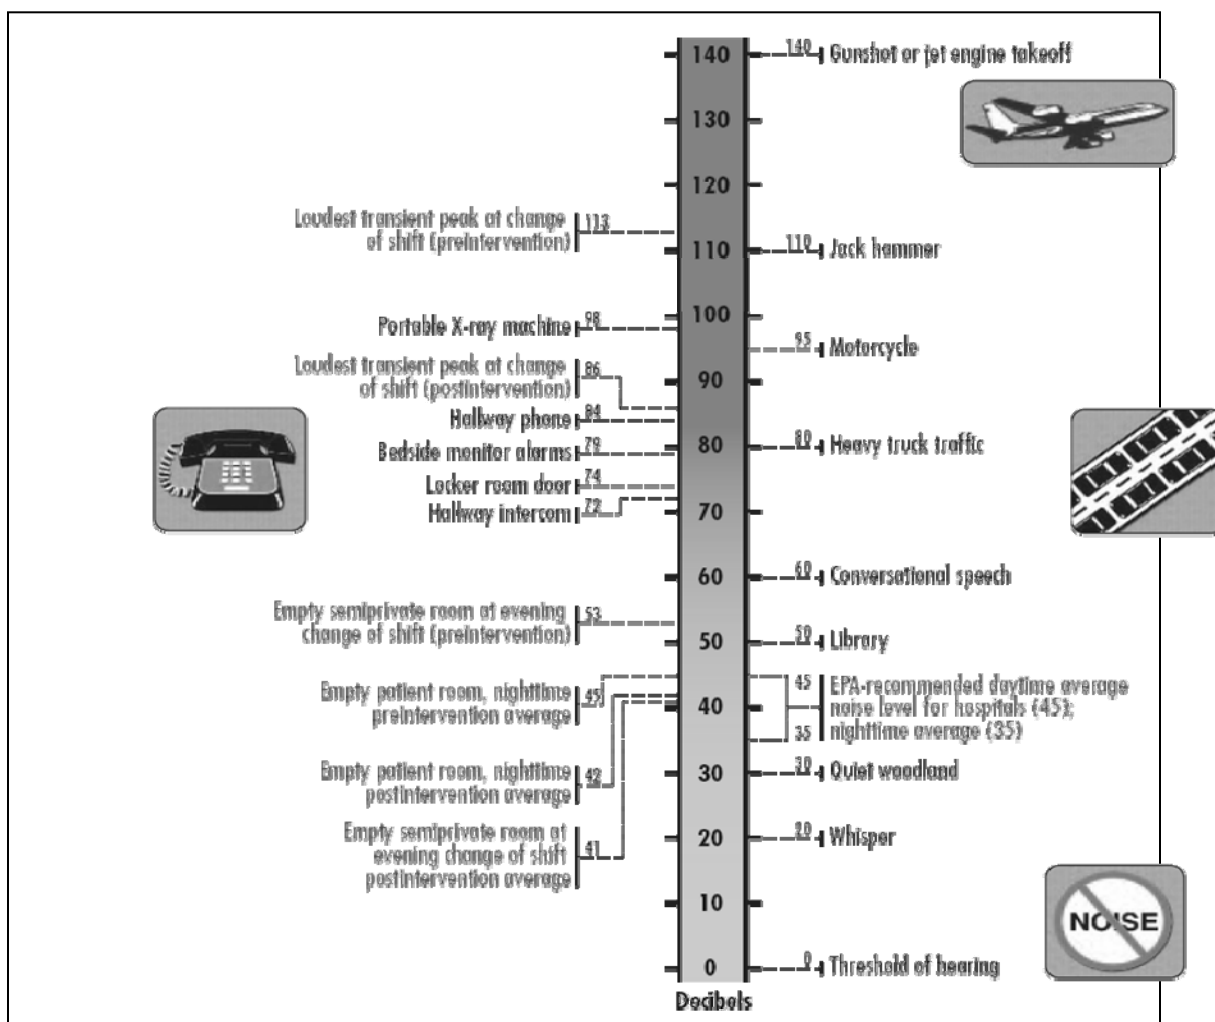 140
140 Gunshot or jet engine takeoff
130
120
Loudest transient peak at change
of shift (preintervention)
113
110
110 Jack hammer
100
Portable X-ray machine 98
95 Motorcycle
Loudest transient peak at change
of shift (postintervention)
86
90
Hallway phone 84
80
80 Heavy truck traffic
Bedside monitor alarms 79
Locker room door 74
Hallway intercom 72
70
60
60 Conversational speech
Empty semiprivate room at evening
change of shift (preintervention)
53
50
50 Library
Empty patient room, nighttime
preintervention average
45
40
45
35
EPA-recommended daytime average
noise level for hospitals (45);
nighttime average (35)
Empty patient room, nighttime
postintervention average
42
30
30 Quiet woodland
Empty semiprivate room at
evening change of shift
postintervention average
41
20
20 Whisper
10
NOISE
0
0 Threshold of hearing
Decibels